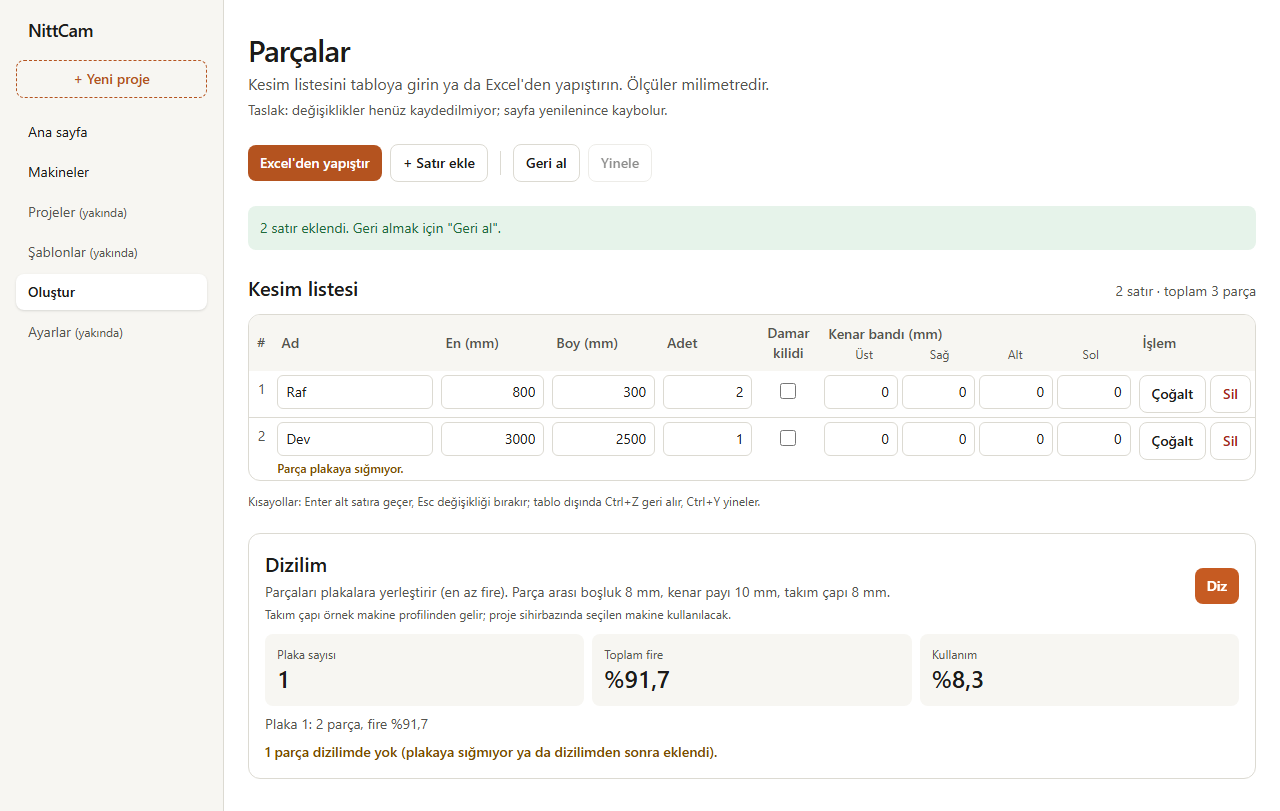 NittCam
+ Yeni proje
Ana sayfa
Makineler
Projeler (yakında)
Şablonlar (yakında)
Oluştur
Ayarlar (yakında)
Parçalar
Kesim listesini tabloya girin ya da Excel'den yapıştırın. Ölçüler milimetredir.
Taslak: değişiklikler henüz kaydedilmiyor; sayfa yenilenince kaybolur.
Excel'den yapıştır + Satır ekle Geri al Yinele
2 satır eklendi. Geri almak için "Geri al".
Kesim listesi 2 satır · toplam 3 parça
# Ad En (mm) Boy (mm) Adet Damar kilidi Kenar bandı (mm) İşlem
Üst Sağ Alt Sol
1 Raf 800 300 2 0 0 0 0 Çoğalt Sil
2 Dev 3000 2500 1 0 0 0 0 Çoğalt Sil
Parça plakaya sığmıyor.
Kısayollar: Enter alt satıra geçer, Esc değişikliği bırakır; tablo dışında Ctrl+Z geri alır, Ctrl+Y yineler.
Dizilim
Parçaları plakalara yerleştirir (en az fire). Parça arası boşluk 8 mm, kenar payı 10 mm, takım çapı 8 mm.
Diz
Takım çapı örnek makine profilinden gelir; proje sihirbazında seçilen makine kullanılacak.
Plaka sayısı Toplam fire Kullanım
1 %91,7 %8,3
Plaka 1: 2 parça, fire %91,7
1 parça dizilimde yok (plakaya sığmıyor ya da dizilimden sonra eklendi).